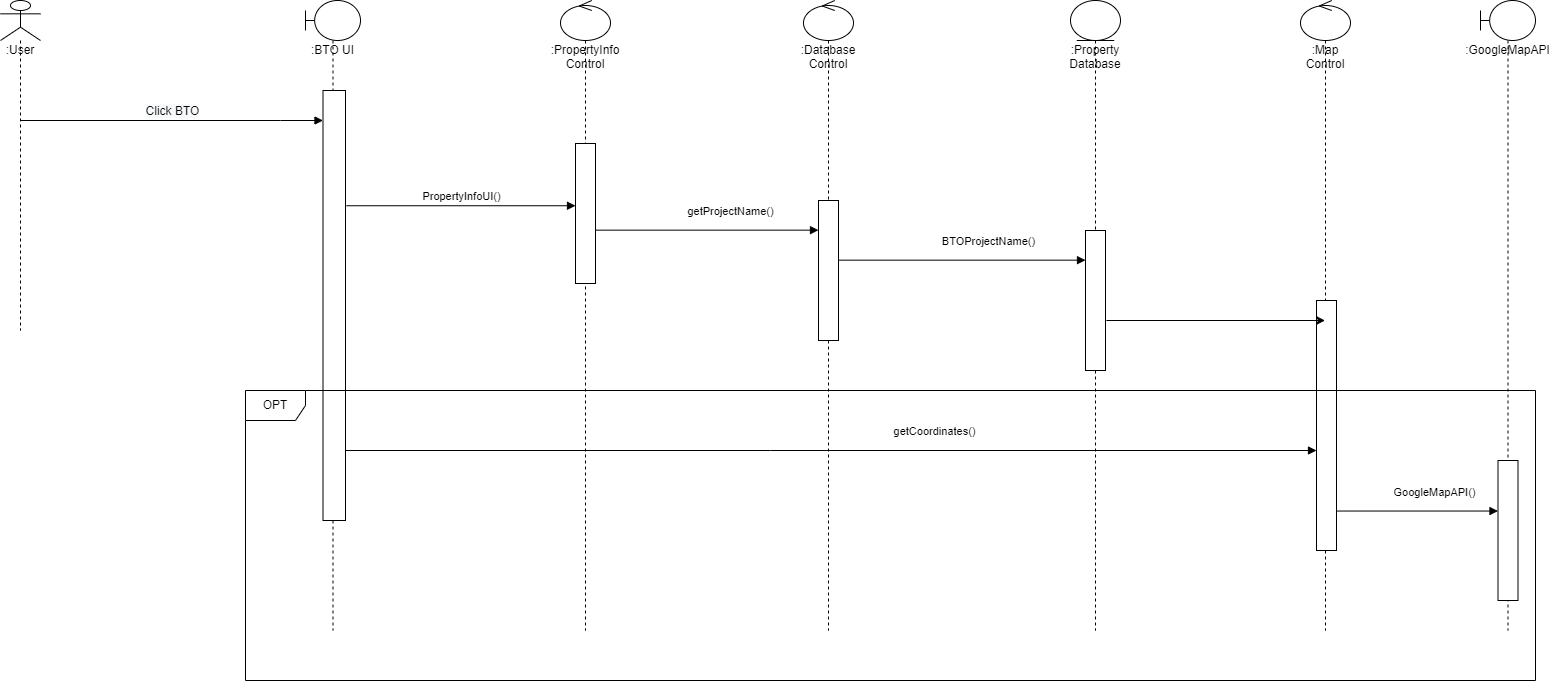 :User
:BTO UI
:PropertyInfo
Control
:Database
Control
:Property
Database
:Map
Control
:GoogleMapAPI
Click BTO
PropertyInfoUI()
getProjectName()
BTOProjectName()
OPT
getCoordinates()
GoogleMapAPI()